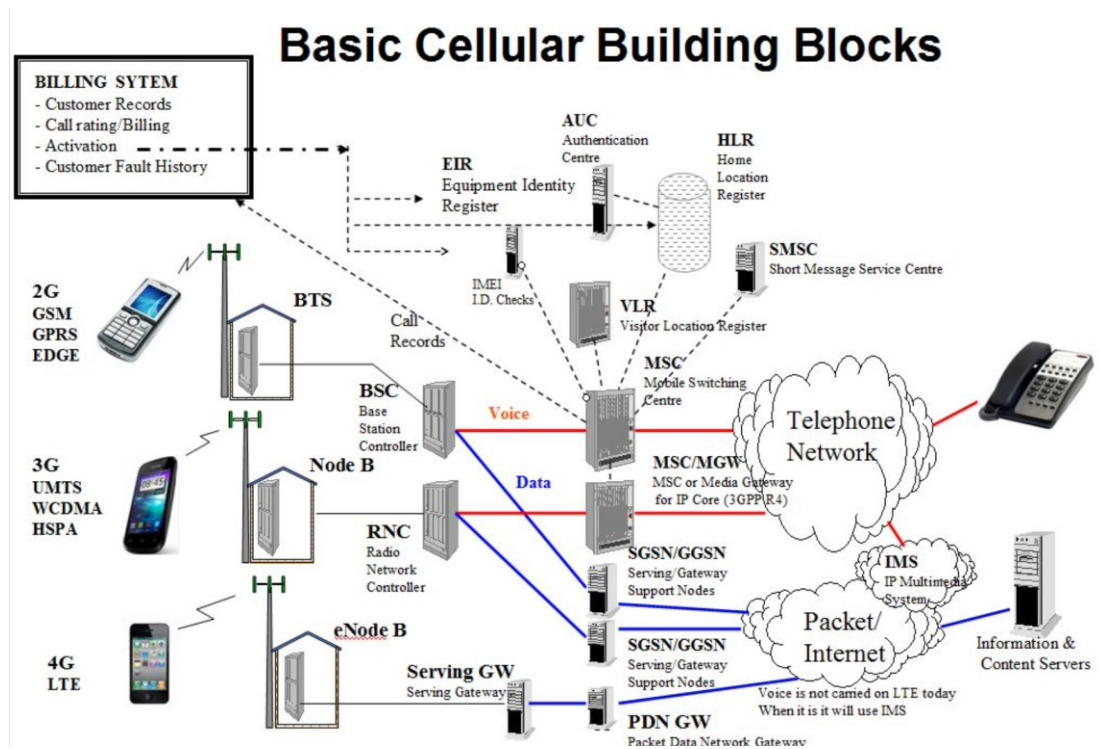 Basic Cellular Building Blocks
BILLING SYTEM
- Customer Records
- Call rating/Billing
- Activation
- Customer Fault History
AUC
Authentication
Centre
HLR
Home
Location
Register
EIR
Equipment Identity
Register
SMSC
Short Message Service Centre
IMEI
I.D. Checks
VLR
Visitor Location Register
2G
GSM
GPRS
EDGE
BTS
Call
Records
MSC
Mobile Switching
Centre
BSC
Base
Station
Controller
Voice
Telephone
Network
3G
UMTS
WCDMA
HSPA
08:45
Node B
Data
MSC/MGW
MSC or Media Gateway
for IP Core (3GPP R4)
RNC
Radio
Network
Controller
SGSN/GGSN
Serving/Gateway
Support Nodes
IMS
IP Multimedia
System
Packet/
Internet
Information &
Content Servers
4G
LTE
eNode B
SGSN/GGSN
Serving/Gateway
Support Nodes
Serving GW
Serving Gateway
Voice is not carried on LTE today
When it is it will use IMS
PDN GW
Packet Data Network Gateway